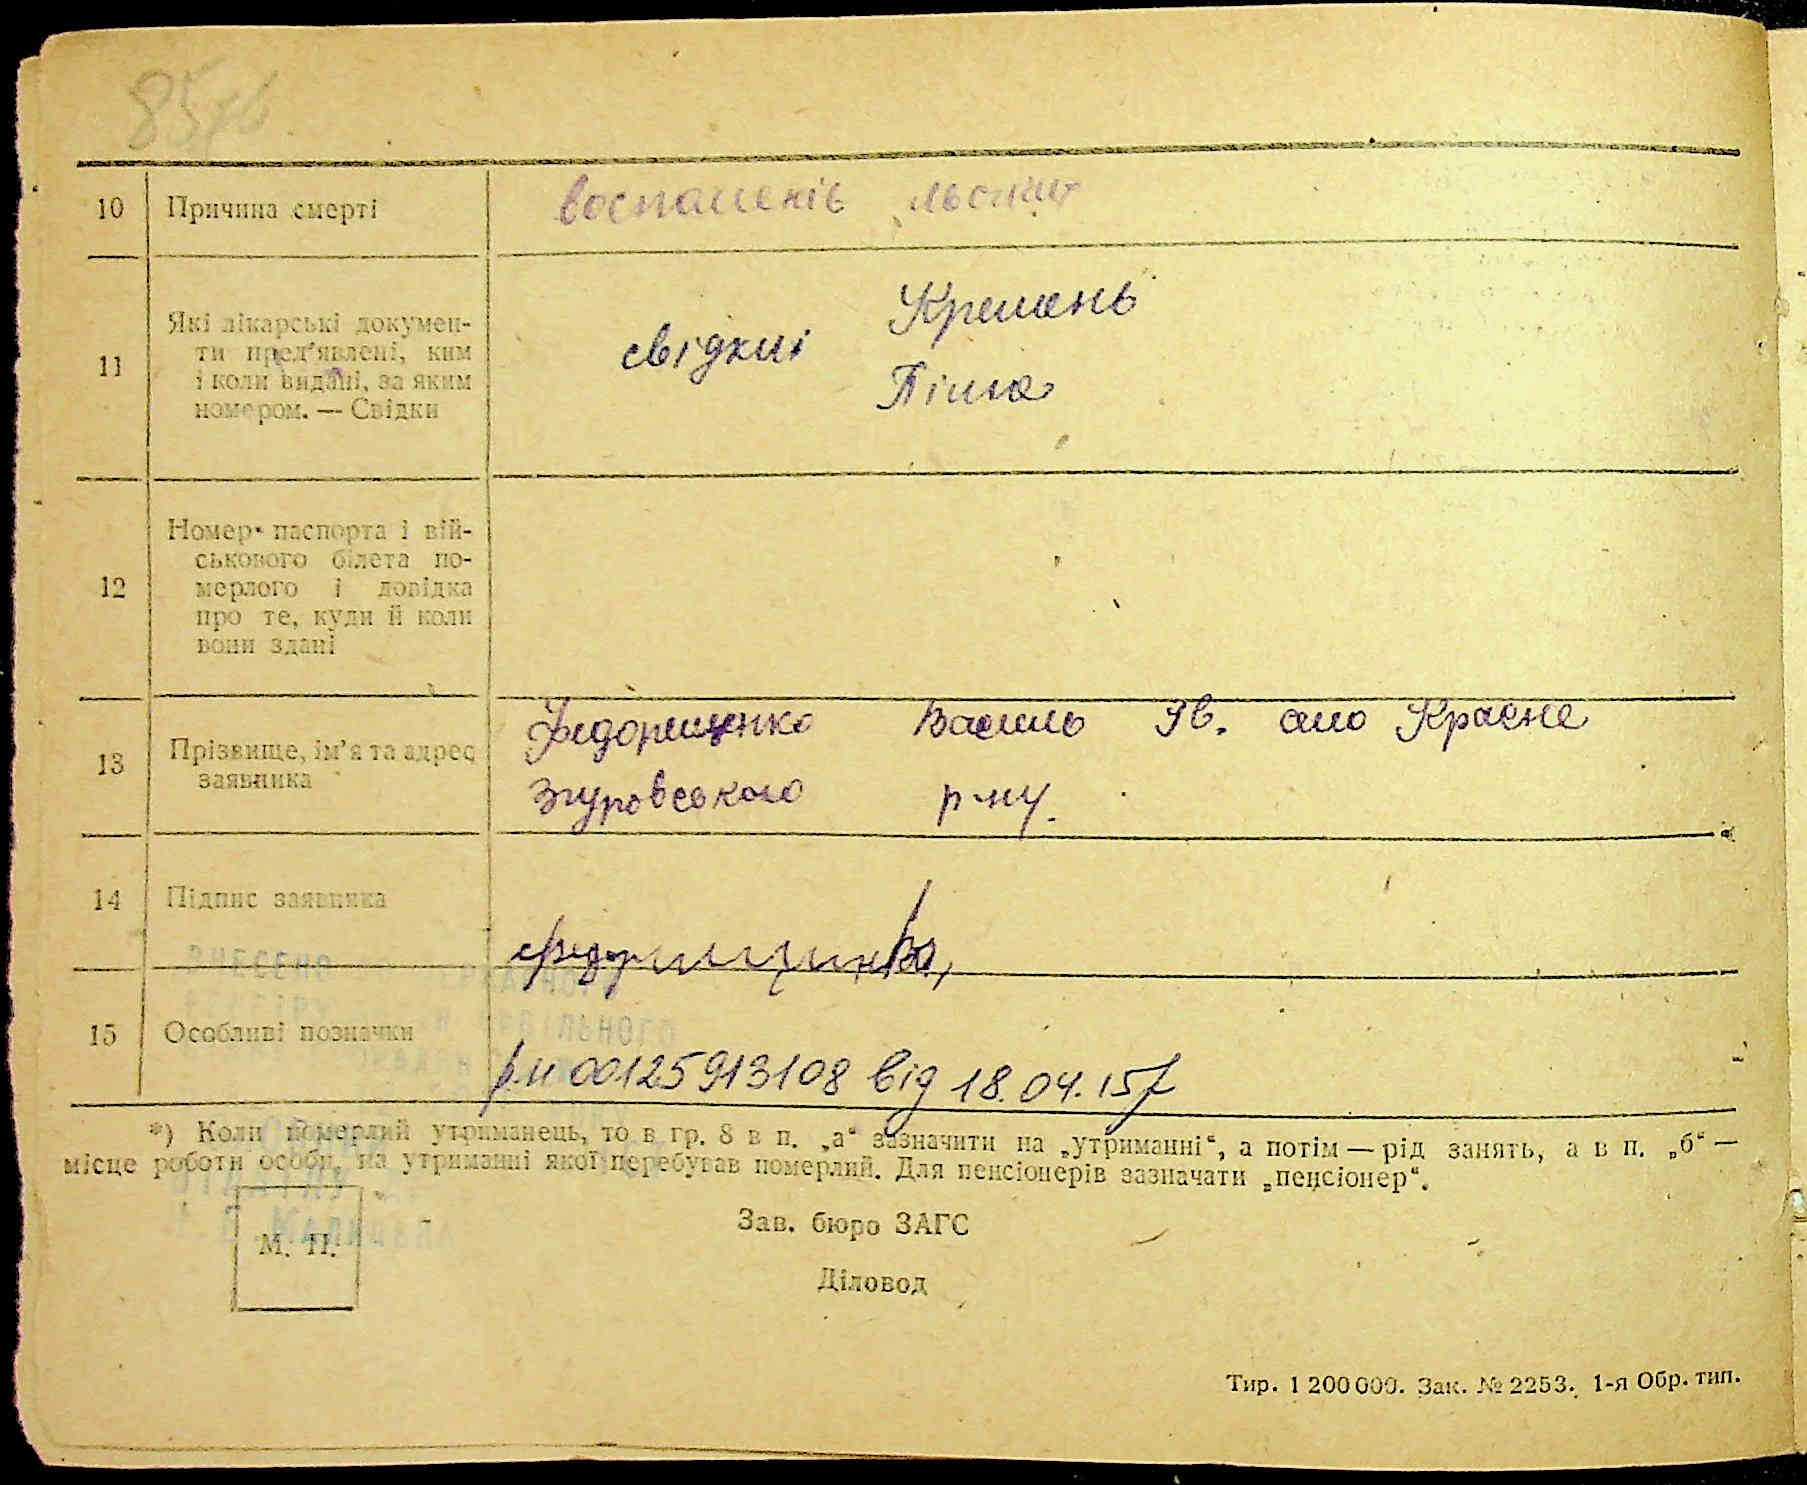 85
10 Причина смерті воспаленіє льогких
11 Які лікарські докумен-
ти пред'явлені, ким
і коли видані, за яким
номером. — Свідки
свідкиі Кремень
Тіша
12 Номер паспорта і вій-
ськового білета по-
мерлого і довідка
про те, куди й коли
вони здані
13 Прізвище, ім'я та адрес
заявника
Федорищенко Василь Ів. село Красне
Згуровського р-ну.
14 Підпис заявника
15 Особливі позначки
00125913108 від 18.04.15
*) Коли померлий утриманець, то в гр. 8 в п. „а“ зазначити на „утриманні“, а потім — рід занять, а в п. „б“ —
місце роботи особи, на утриманні якої перебував померлий. Для пенсіонерів зазначати „пенсіонер“.
М. П.
Зав. бюро ЗАГС
Діловод
Тир. 1 200 000. Зак. № 2253. 1-я Обр. тип.